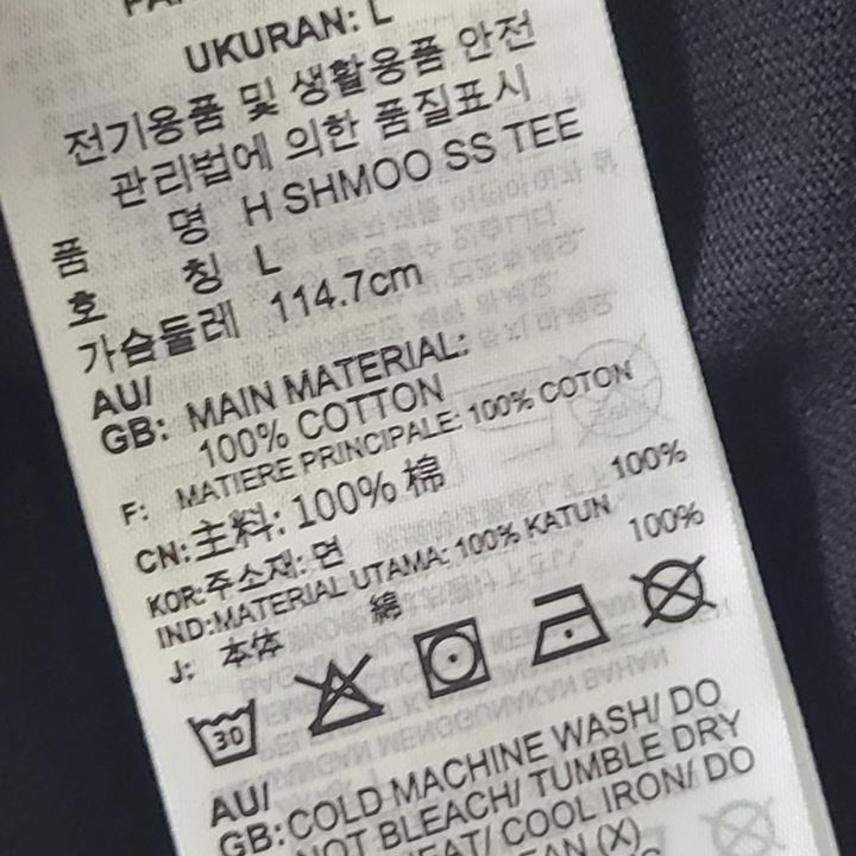 UKURAN: L
전기용품 및 생활용품 안전
관리법에 의한 품질표시
품 명 H SHMOO SS TEE
호 칭 L
가슴둘레 114.7cm
AU/
GB: MAIN MATERIAL:
100% COTTON
F: MATIERE PRINCIPALE: 100% COTON
CN:主料: 100% 棉
KOR:주소재: 면 100%
IND:MATERIAL UTAMA: 100% KATUN
J: 本体 綿 100%
30
AU/
GB:COLD MACHINE WASH/ DO
NOT BLEACH/ TUMBLE DRY
COOL IRON/ DO
(X)